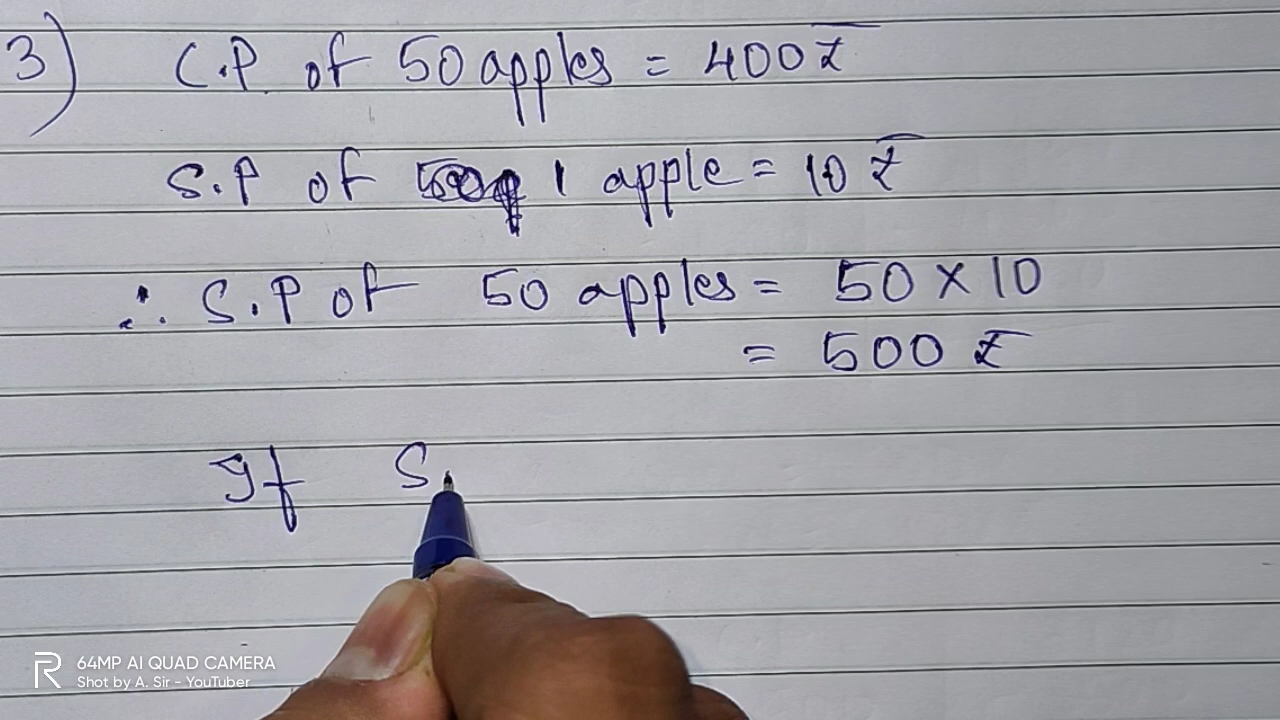 3) C.P. of 50 apples = 400 ₹
S.P of 1 apple = 10 ₹
∴ S.P of 50 apples = 50 × 10
= 500 ₹
If S.
64MP AI QUAD CAMERA
Shot by A. Sir - YouTuber